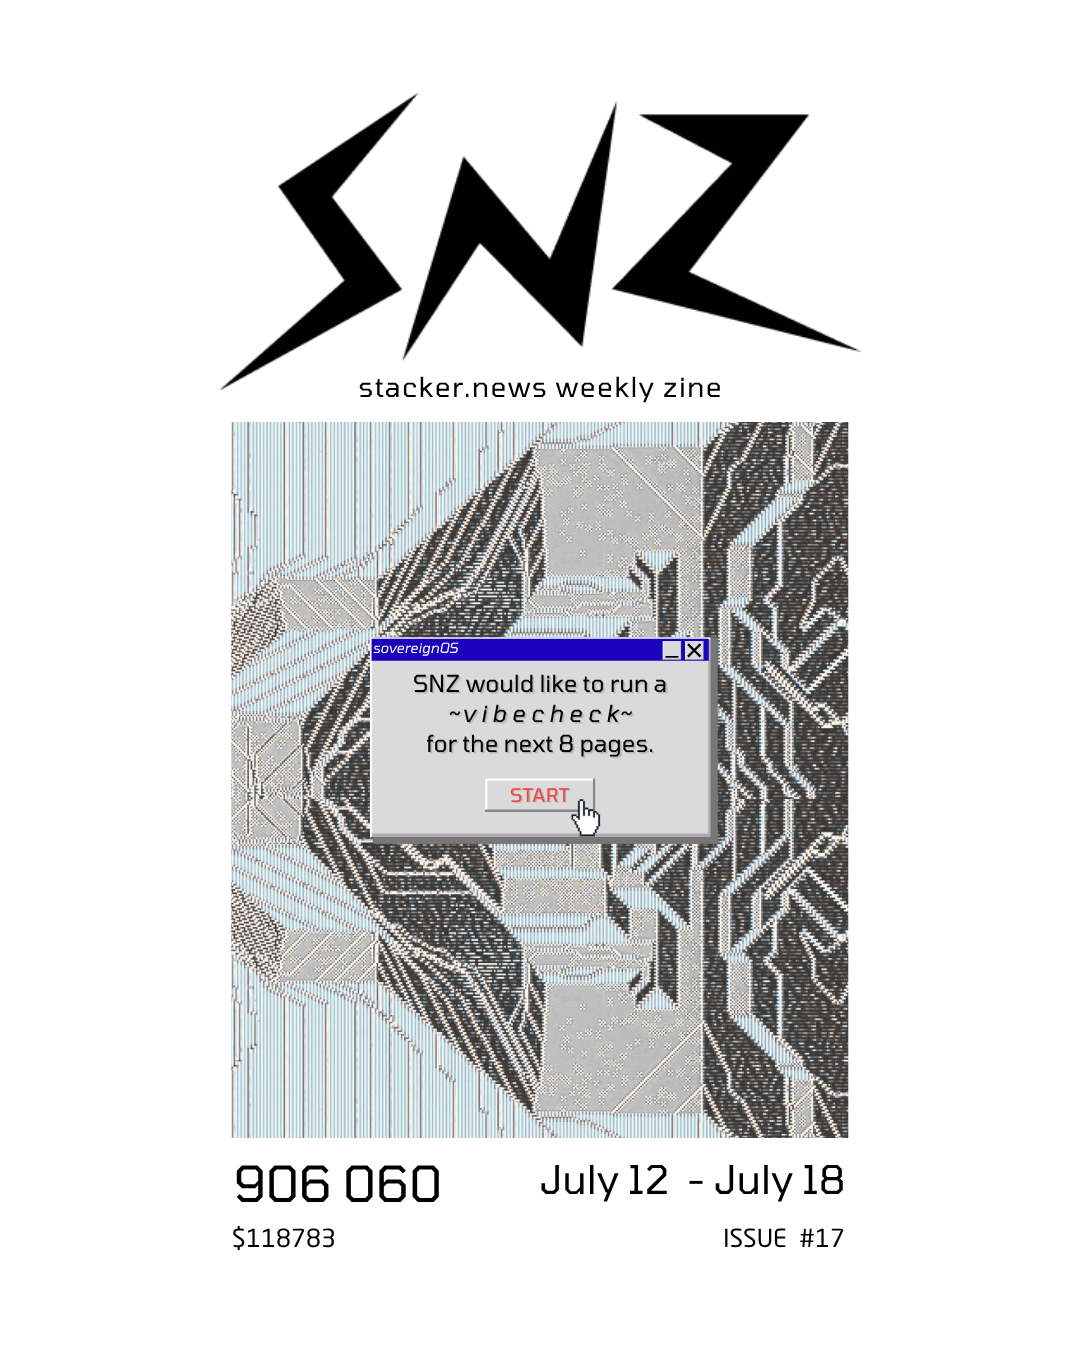 SNZ
stacker.news weekly zine
sovereignOS
SNZ would like to run a
~vibecheck~
for the next 8 pages.
START
906 060
July 12 - July 18
$118783
ISSUE #17